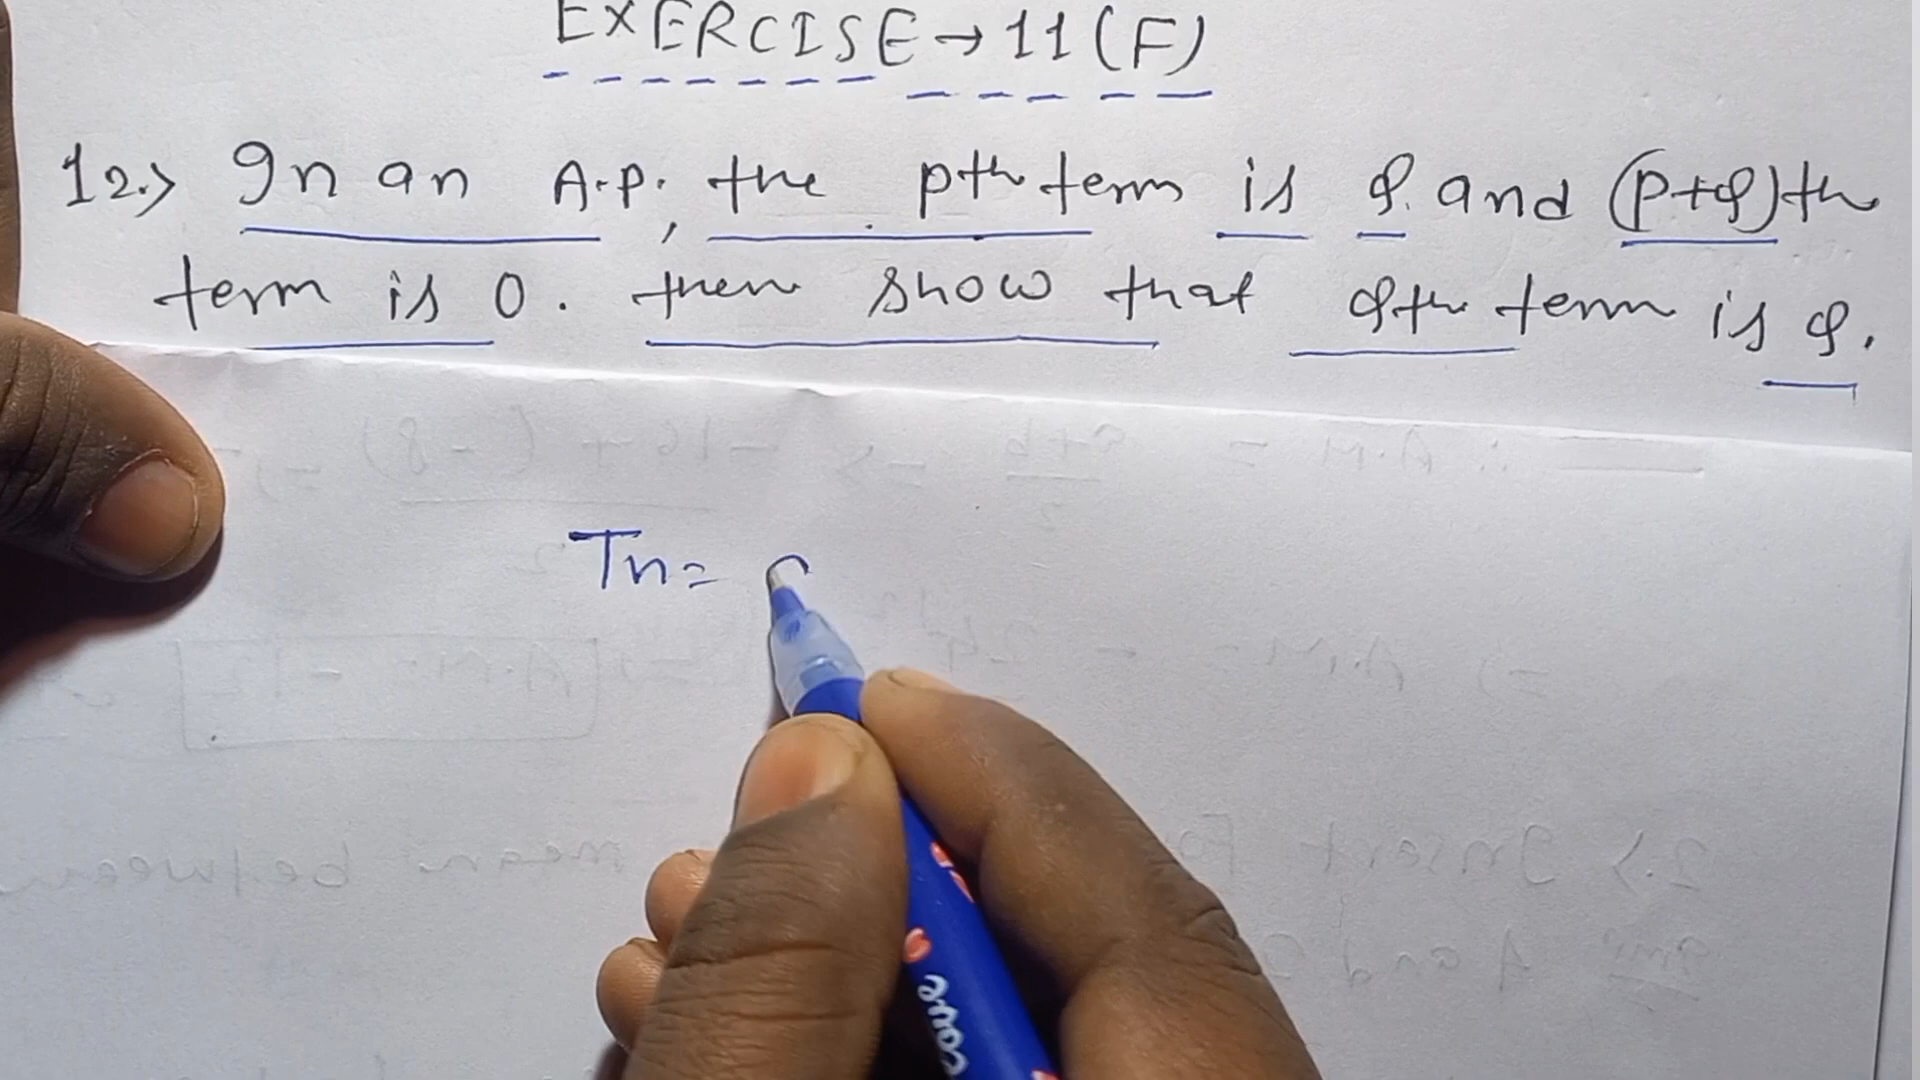 EXERCISE → 11 (F)
12.> In an A.P., the pth term is q. and (p+q)th
term is 0. then show that qth term is q.
Tn =
cove